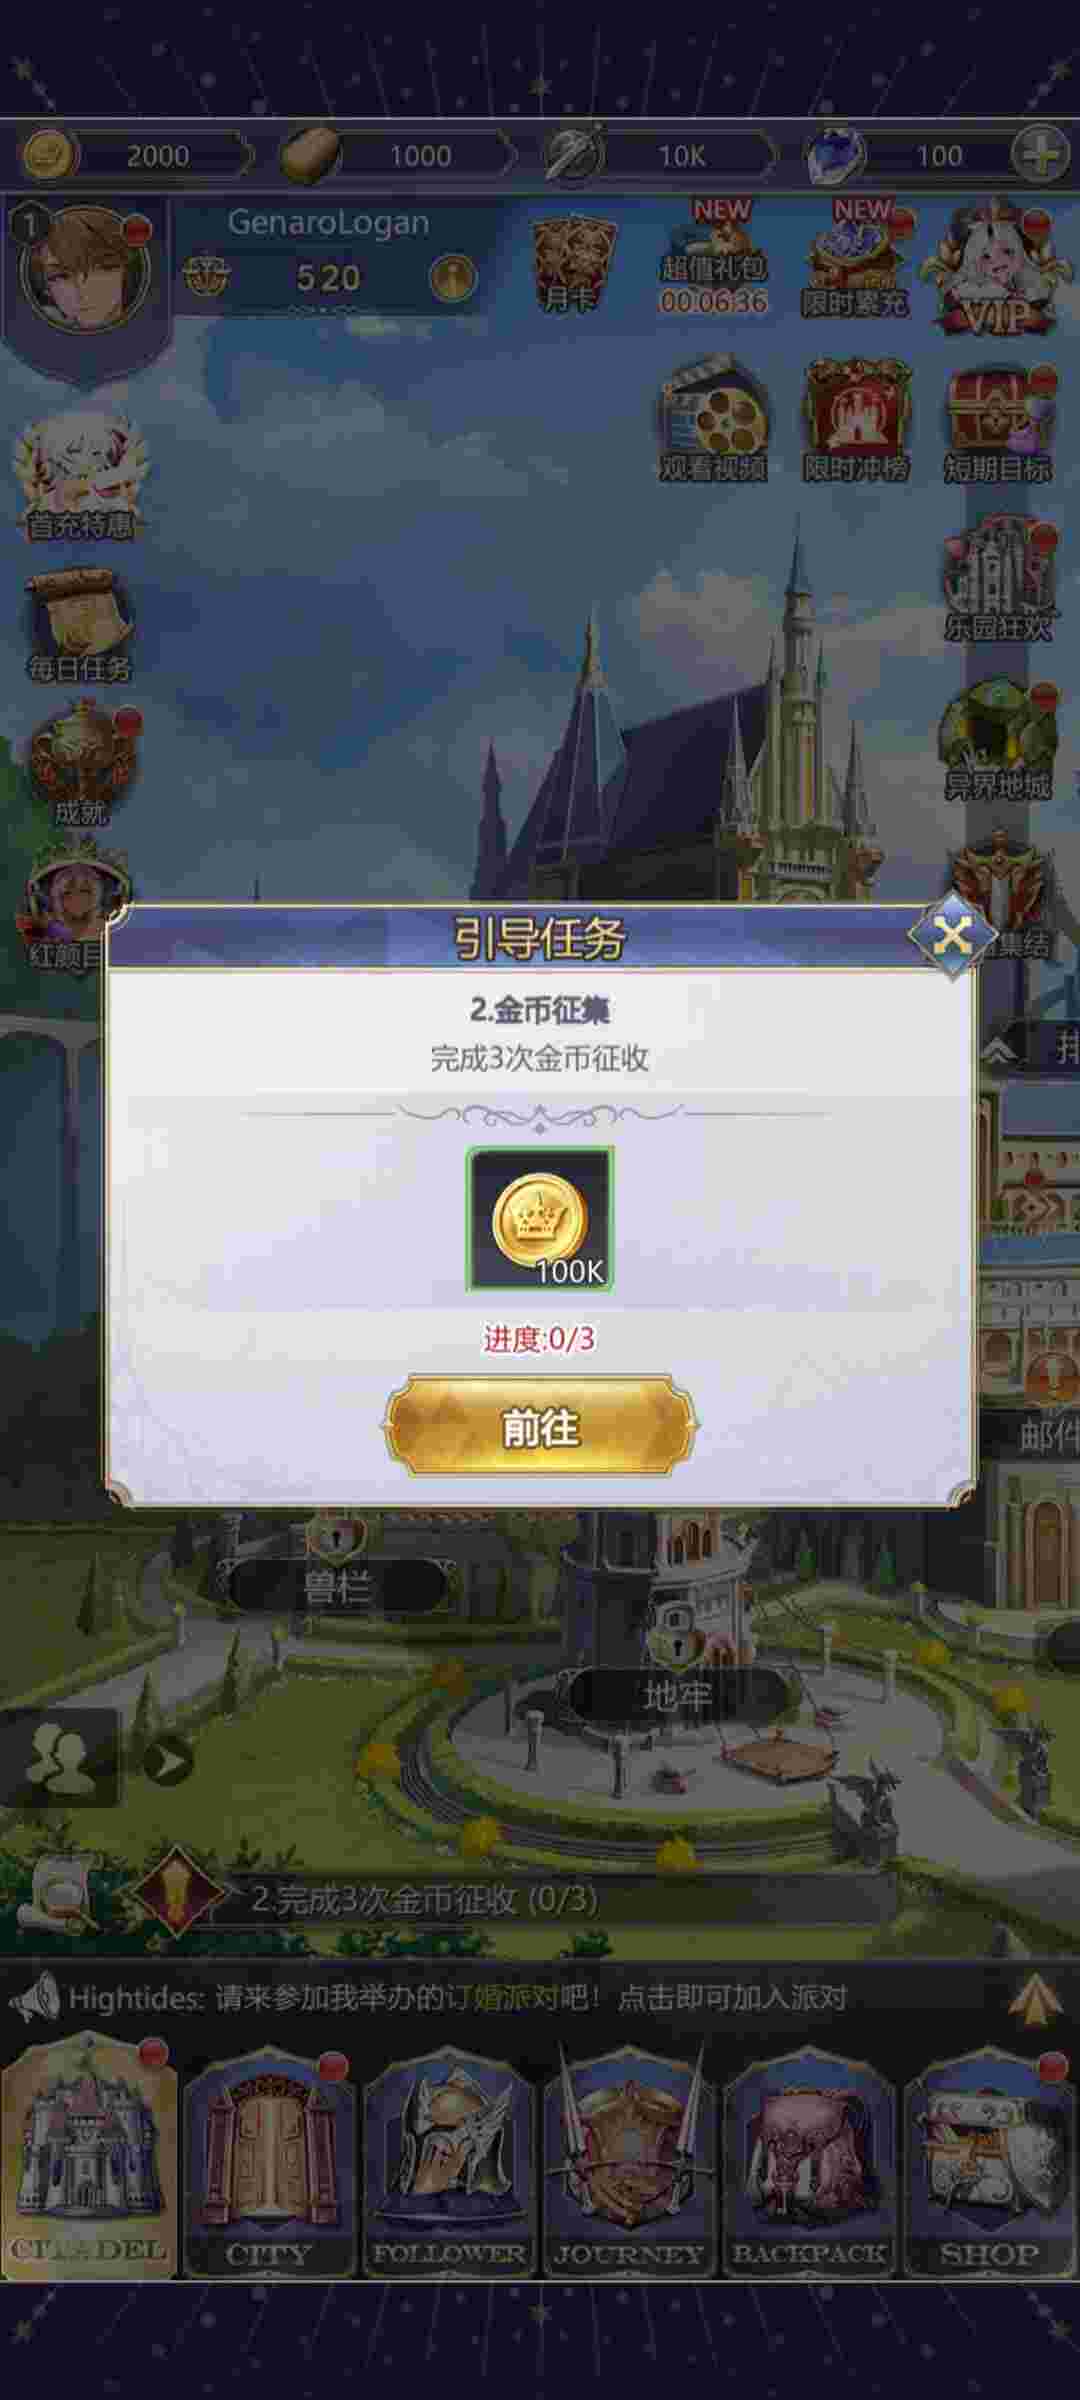 2000
1000
10K
100
1
GenaroLogan
520
月卡
NEW
超值礼包
00:06:36
NEW
限时累充
VIP
观看视频
限时冲榜
短期目标
首充特惠
乐园狂欢
每日任务
异界地城
成就
集结
红颜
引导任务
2.金币征集
完成3次金币征收
100K
进度:0/3
前往
邮件
兽栏
地牢
2.完成3次金币征收 (0/3)
Hightides: 请来参加我举办的订婚派对吧！点击即可加入派对
CITADEL
CITY
FOLLOWER
JOURNEY
BACKPACK
SHOP